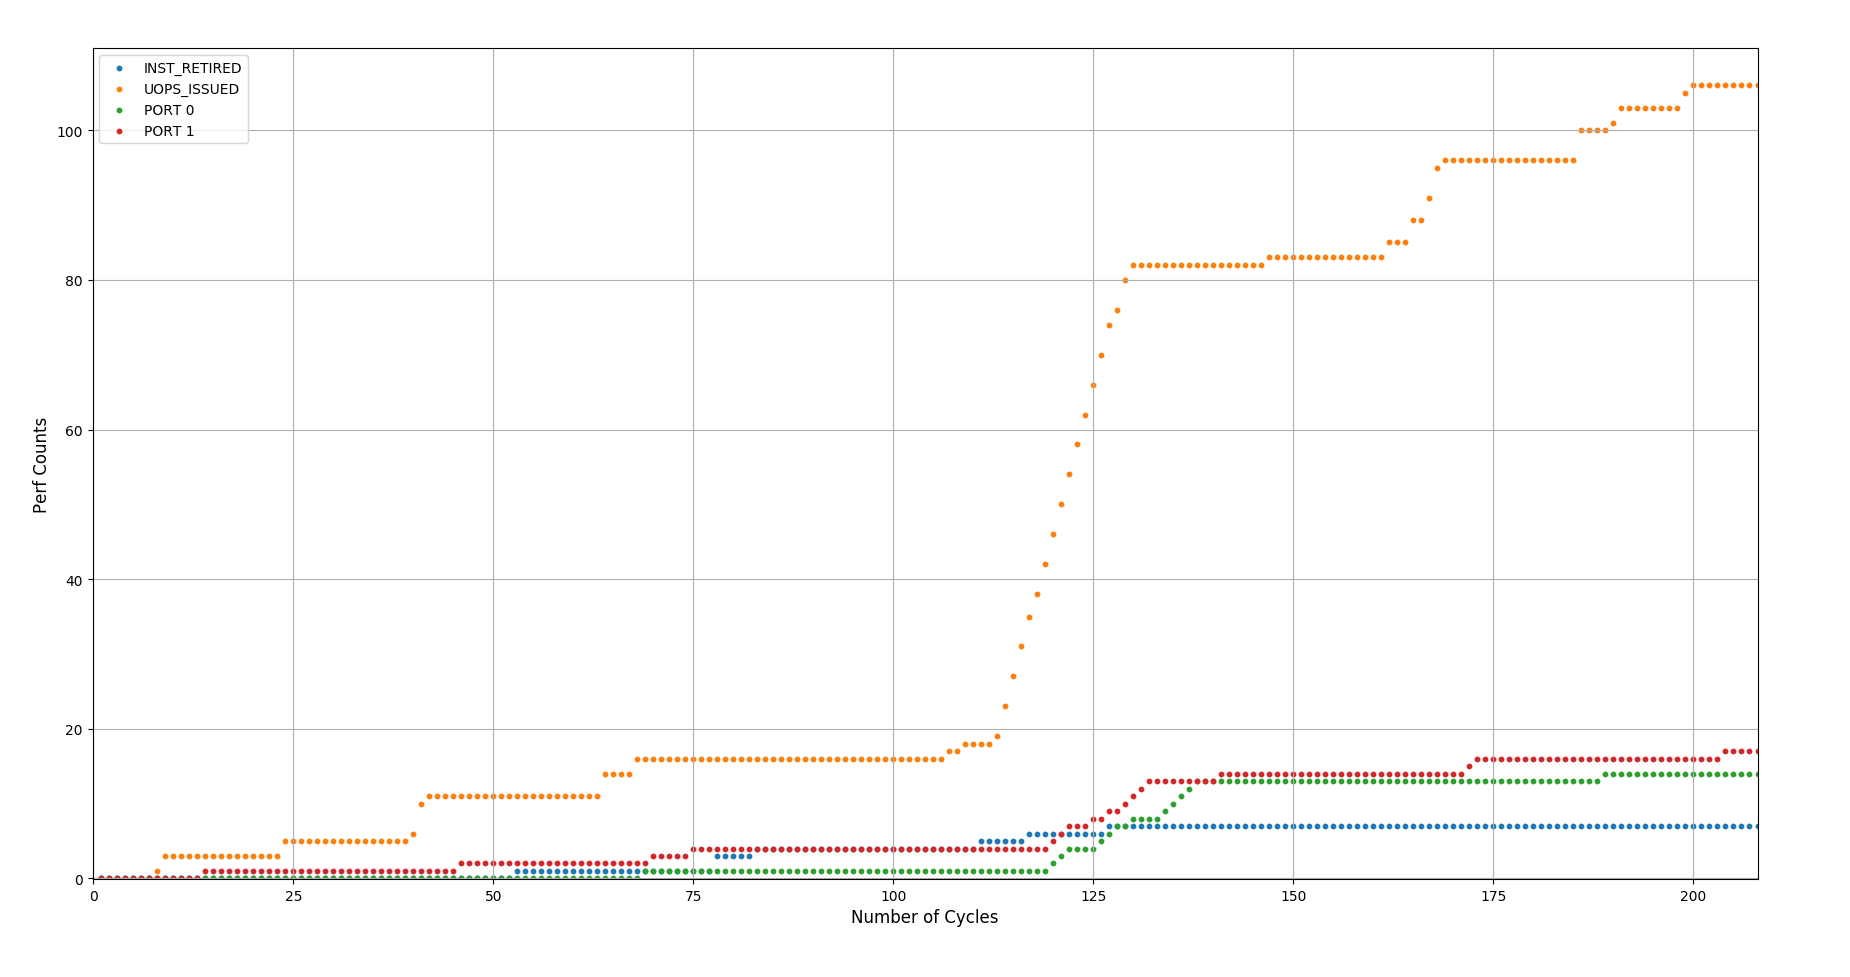 INST_RETIRED
UOPS_ISSUED
PORT 0
PORT 1
100
80
60
40
20
0
Perf Counts
0 25 50 75 100 125 150 175 200
Number of Cycles